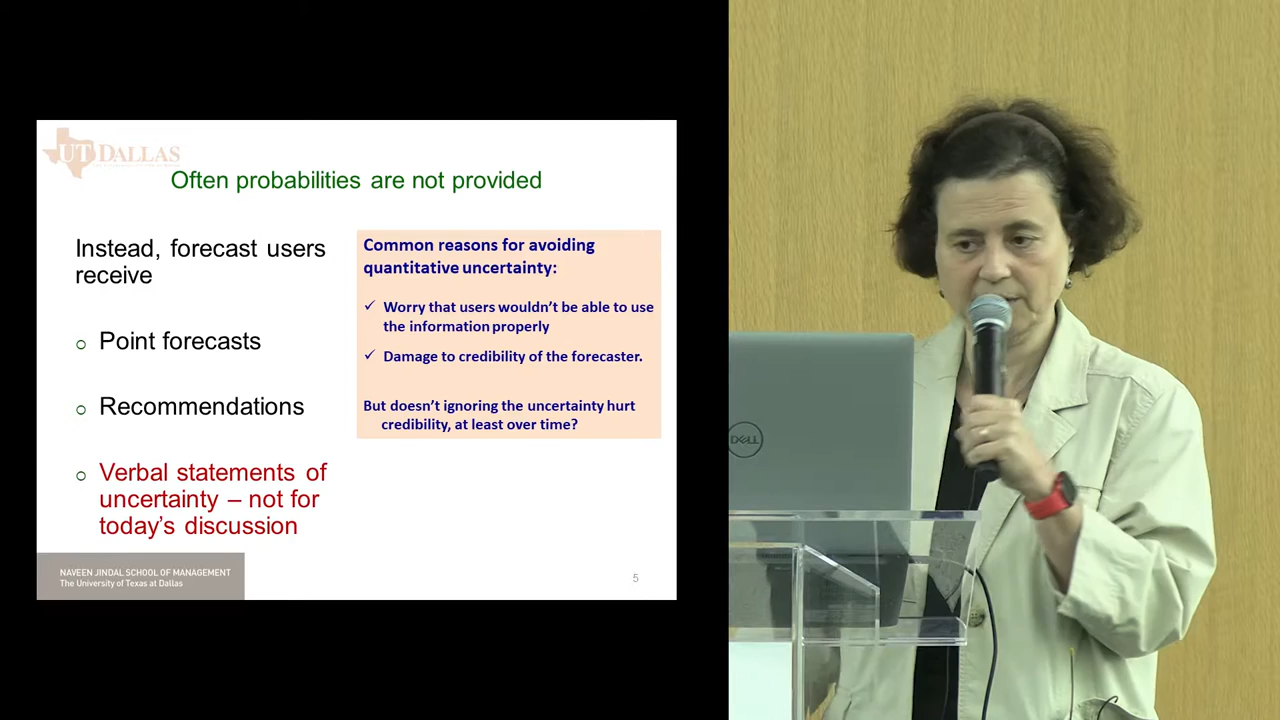 UT DALLAS
Often probabilities are not provided
Instead, forecast users
receive
Point forecasts
Recommendations
Verbal statements of
uncertainty – not for
today's discussion
Common reasons for avoiding
quantitative uncertainty:
✓ Worry that users wouldn't be able to use
the information properly
✓ Damage to credibility of the forecaster.
But doesn't ignoring the uncertainty hurt
credibility, at least over time?
NAVEEN JINDAL SCHOOL OF MANAGEMENT
The University of Texas at Dallas
5
DELL